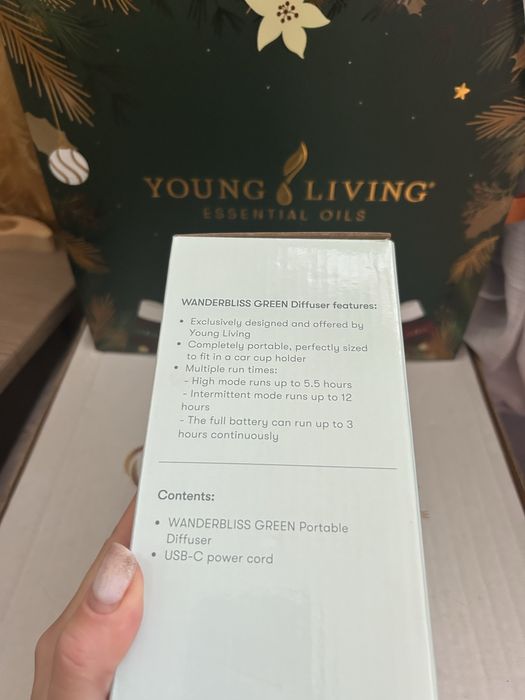 YOUNG LIVING®
ESSENTIAL OILS
WANDERBLISS GREEN Diffuser features:
• Exclusively designed and offered by
Young Living
• Completely portable, perfectly sized
to fit in a car cup holder
• Multiple run times:
- High mode runs up to 5.5 hours
- Intermittent mode runs up to 12
hours
- The full battery can run up to 3
hours continuously
Contents:
• WANDERBLISS GREEN Portable
Diffuser
• USB-C power cord